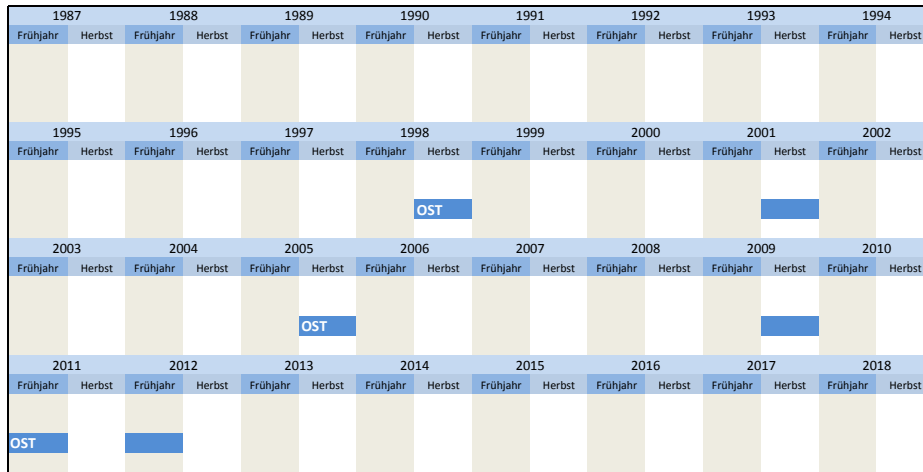 1987 1988 1989 1990 1991 1992 1993 1994
Frühjahr Herbst Frühjahr Herbst Frühjahr Herbst Frühjahr Herbst Frühjahr Herbst Frühjahr Herbst Frühjahr Herbst Frühjahr Herbst
1995 1996 1997 1998 1999 2000 2001 2002
Frühjahr Herbst Frühjahr Herbst Frühjahr Herbst Frühjahr Herbst Frühjahr Herbst Frühjahr Herbst Frühjahr Herbst Frühjahr Herbst
OST
2003 2004 2005 2006 2007 2008 2009 2010
Frühjahr Herbst Frühjahr Herbst Frühjahr Herbst Frühjahr Herbst Frühjahr Herbst Frühjahr Herbst Frühjahr Herbst Frühjahr Herbst
OST
2011 2012 2013 2014 2015 2016 2017 2018
Frühjahr Herbst Frühjahr Herbst Frühjahr Herbst Frühjahr Herbst Frühjahr Herbst Frühjahr Herbst Frühjahr Herbst Frühjahr Herbst
OST